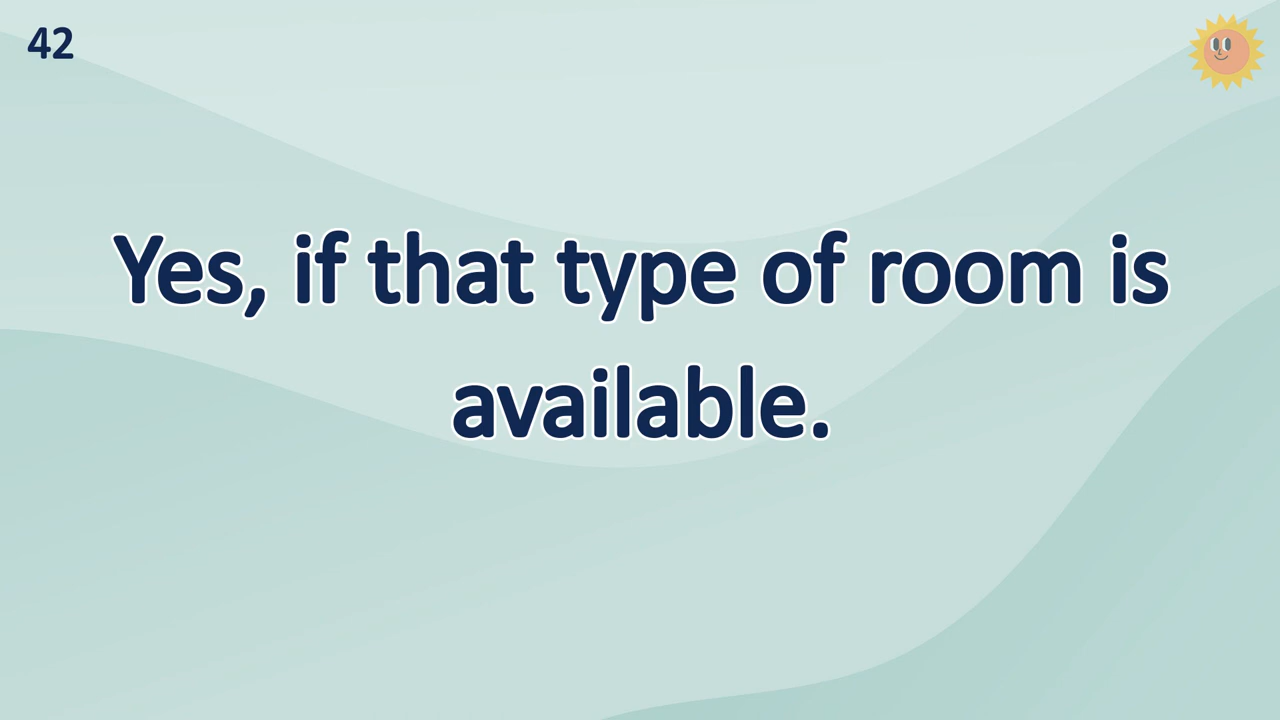 42
Yes, if that type of room is
available.